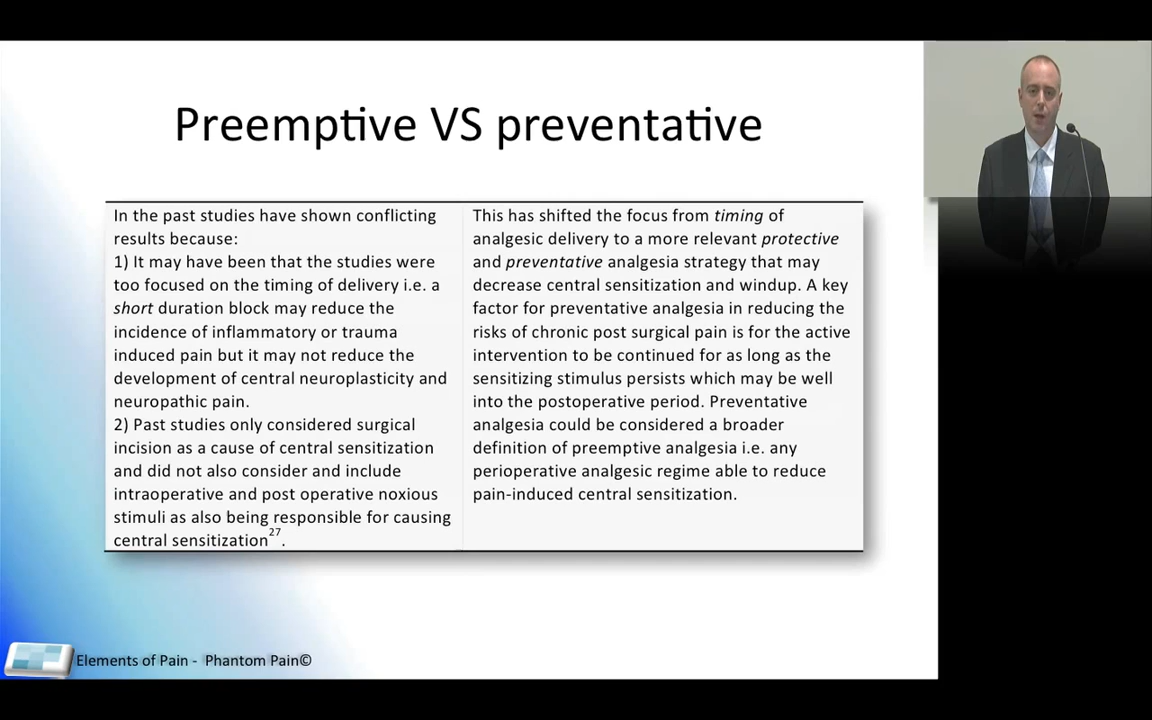 Preemptive VS preventative
In the past studies have shown conflicting
results because:
1) It may have been that the studies were
too focused on the timing of delivery i.e. a
short duration block may reduce the
incidence of inflammatory or trauma
induced pain but it may not reduce the
development of central neuroplasticity and
neuropathic pain.
2) Past studies only considered surgical
incision as a cause of central sensitization
and did not also consider and include
intraoperative and post operative noxious
stimuli as also being responsible for causing
central sensitization27.
This has shifted the focus from timing of
analgesic delivery to a more relevant protective
and preventative analgesia strategy that may
decrease central sensitization and windup. A key
factor for preventative analgesia in reducing the
risks of chronic post surgical pain is for the active
intervention to be continued for as long as the
sensitizing stimulus persists which may be well
into the postoperative period. Preventative
analgesia could be considered a broader
definition of preemptive analgesia i.e. any
perioperative analgesic regime able to reduce
pain-induced central sensitization.
Elements of Pain - Phantom Pain©